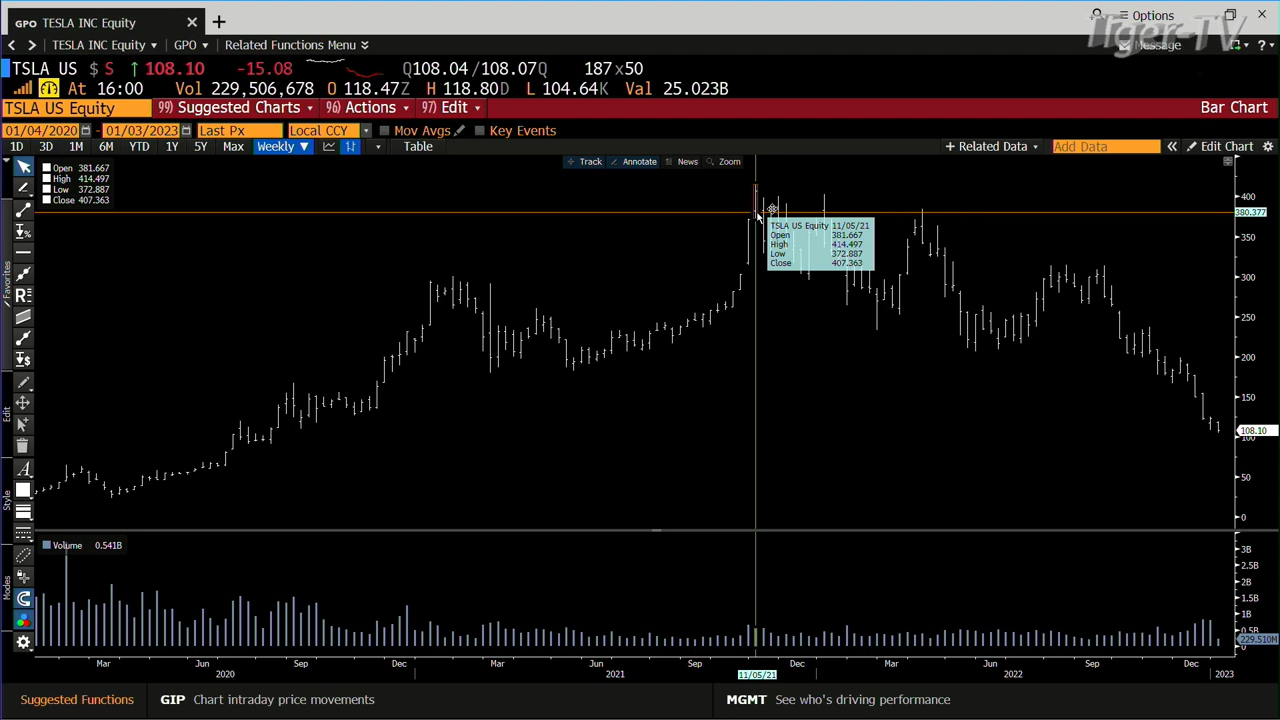 GPO TESLA INC Equity
Options
Tiger-TV
TESLA INC Equity GPO Related Functions Menu
Message
TSLA US $ S ↑ 108.10 -15.08 Q108.04/108.07Q 187x50
At 16:00 Vol 229,506,678 O 118.47Z H 118.80D L 104.64K Val 25.023B
TSLA US Equity 99) Suggested Charts 96) Actions 97) Edit Bar Chart
01/04/2020 - 01/03/2023 Last Px Local CCY Mov Avgs Key Events
1D 3D 1M 6M YTD 1Y 5Y Max Weekly ▼ Table + Related Data Add Data « Edit Chart
Track Annotate News Zoom
Open 381.667
High 414.497
Low 372.887
Close 407.363
TSLA US Equity 11/05/21
Open 381.667
High 414.497
Low 372.887
Close 407.363
400
380.377
350
300
250
200
150
108.10
100
50
0
Favorites
Edit
Style
Modes
Volume 0.541B
3B
2.5B
2B
1.5B
1B
0.5B
229.510M
0
Mar Jun Sep Dec Mar Jun Sep 11/05/21 Dec Mar Jun Sep Dec
2020 2021 2022 2023
Suggested Functions GIP Chart intraday price movements MGMT See who's driving performance